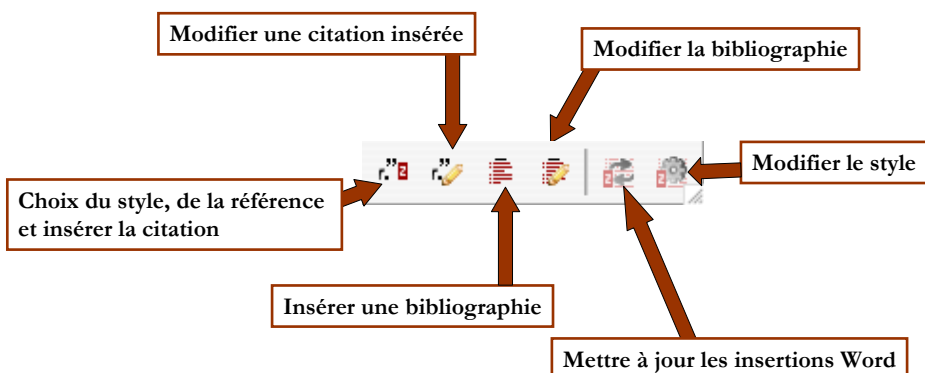 Modifier une citation insérée
Modifier la bibliographie
Modifier le style
Choix du style, de la référence
et insérer la citation
Insérer une bibliographie
Mettre à jour les insertions Word